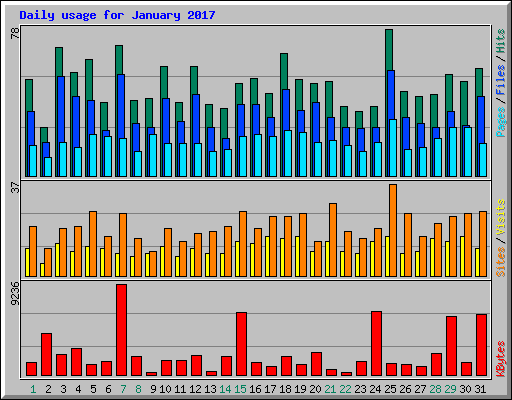 Daily usage for January 2017
78
Pages / Files / Hits
37
Sites / Visits
9236
KBytes
1 2 3 4 5 6 7 8 9 10 11 12 13 14 15 16 17 18 19 20 21 22 23 24 25 26 27 28 29 30 31